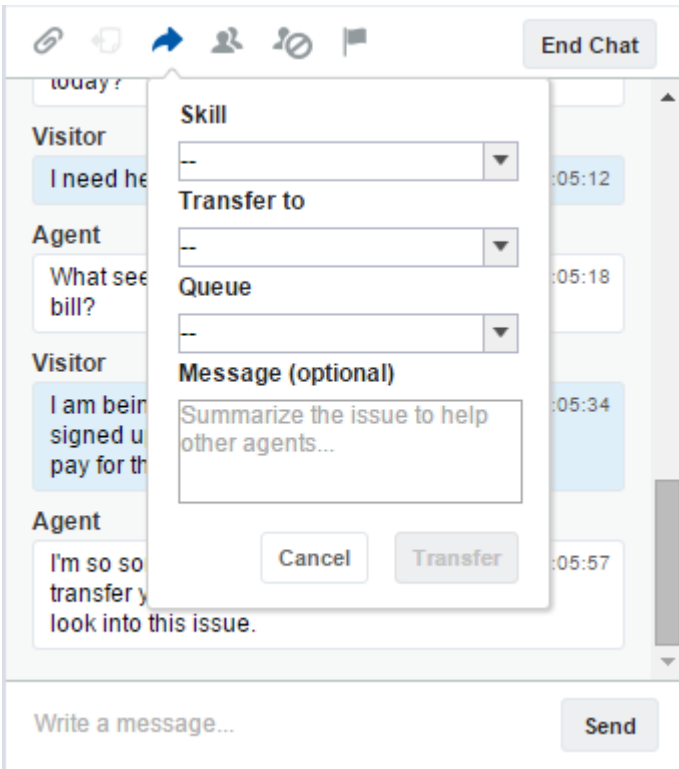 End Chat
today?
Visitor
I need he
:05:12
Agent
What see
:05:18
bill?
Visitor
I am bein
:05:34
signed u
pay for th
Agent
I'm so so
:05:57
transfer y
look into this issue.
Skill
--
Transfer to
--
Queue
--
Message (optional)
Summarize the issue to help
other agents...
Cancel
Transfer
Write a message...
Send